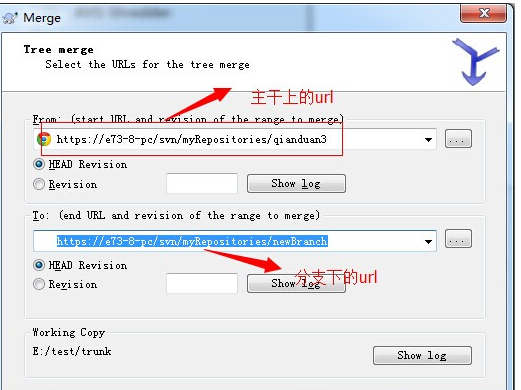 Merge
Tree merge
Select the URLs for the tree merge
主干上的url
From: (start URL and revision of the range to merge)
https://e73-8-pc/svn/myRepositories/qianduan3
...
HEAD Revision
Revision
Show log
To: (end URL and revision of the range to merge)
https://e73-8-pc/svn/myRepositories/newBranch
...
HEAD Revision
分支下的url
Revision
Show log
Working Copy
E:/test/trunk
Show log